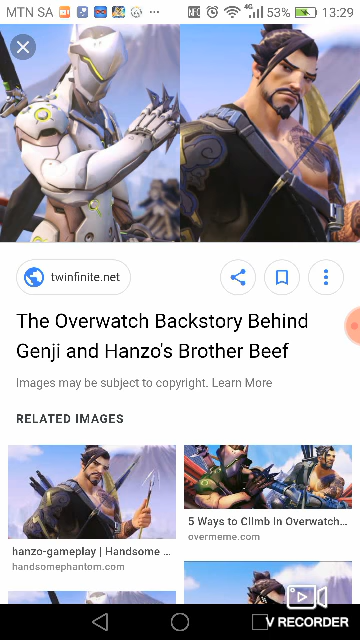 MTN SA
4G
53%
13:29
twinfinite.net
The Overwatch Backstory Behind
Genji and Hanzo's Brother Beef
Images may be subject to copyright. Learn More
RELATED IMAGES
hanzo-gameplay | Handsome ...
handsomephantom.com
5 Ways to Climb In Overwatch...
overmeme.com
V RECORDER